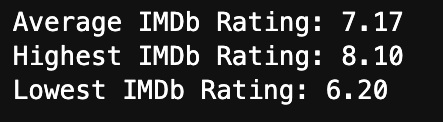 Average IMDb Rating: 7.17
Highest IMDb Rating: 8.10
Lowest IMDb Rating: 6.20